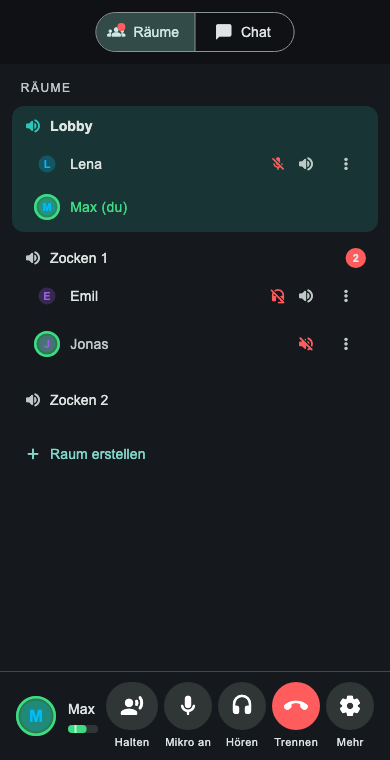 Räume Chat
RÄUME
Lobby
L Lena
M Max (du)
Zocken 1 2
E Emil
J Jonas
Zocken 2
+ Raum erstellen
M Max
Halten Mikro an Hören Trennen Mehr